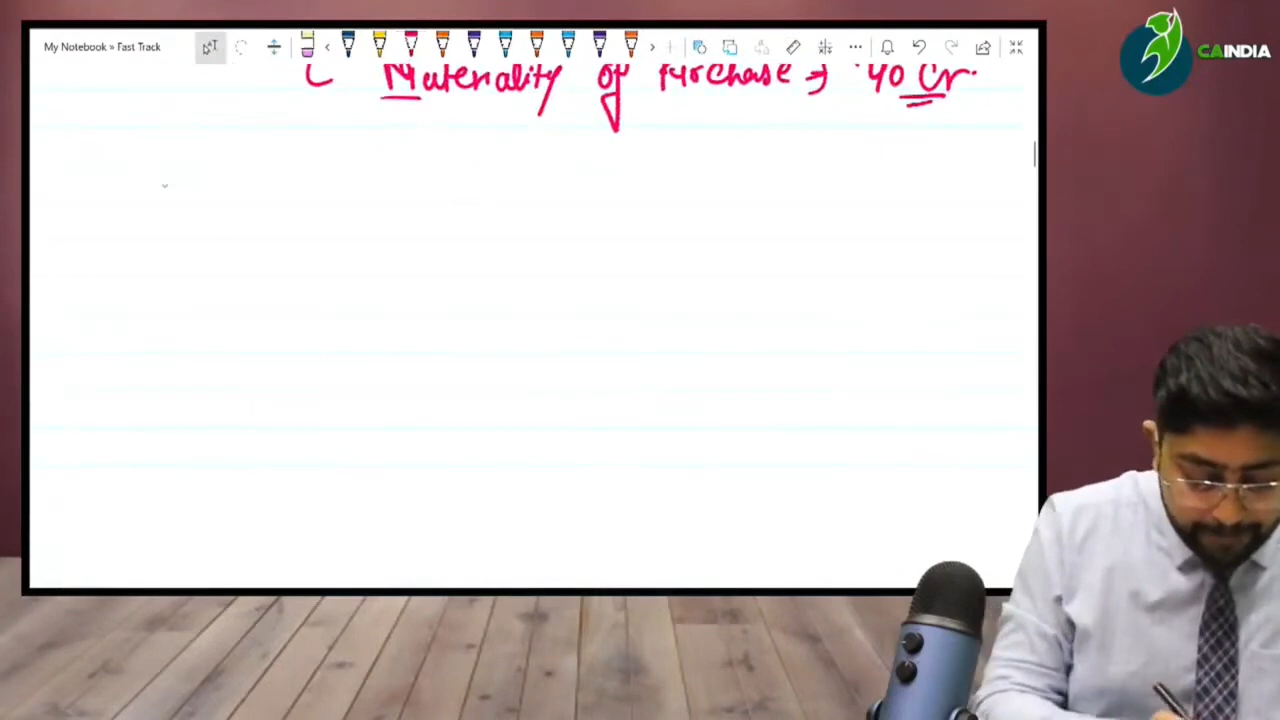 My Notebook » Fast Track
CAINDIA
Materiality of Purchase → 40 Cr.